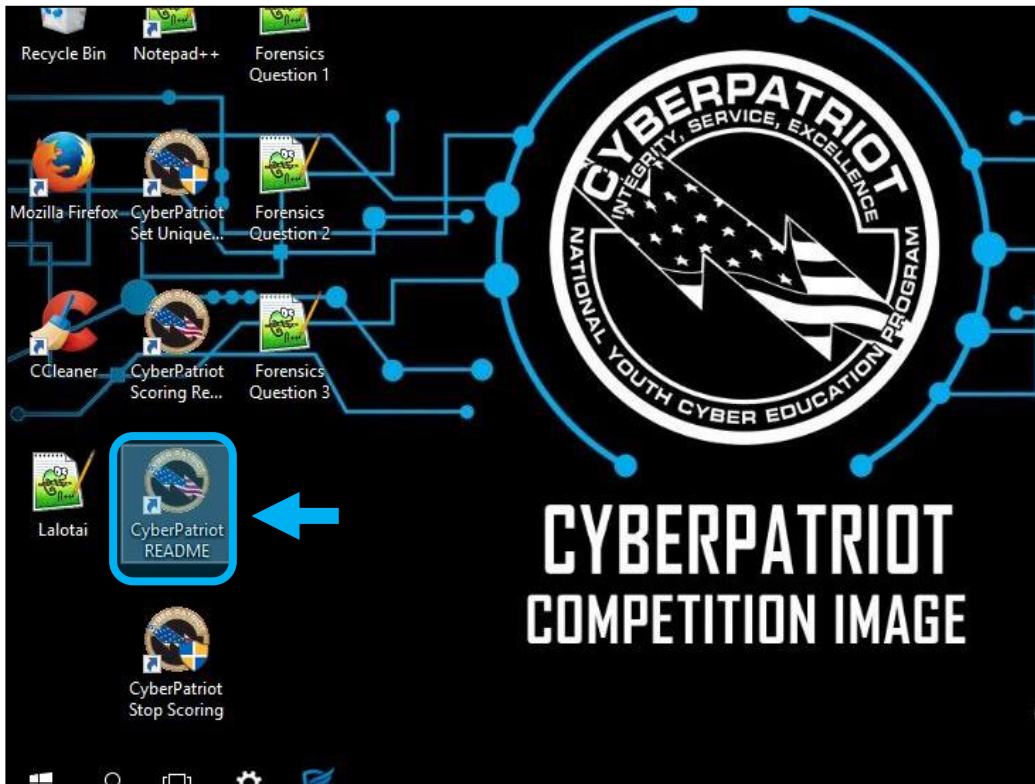 Recycle Bin
Notepad++
Forensics
Question 1
Mozilla Firefox
CyberPatriot
Set Unique...
Forensics
Question 2
CCleaner
CyberPatriot
Scoring Re...
Forensics
Question 3
Lalotai
CyberPatriot
README
CyberPatriot
Stop Scoring
CYBERPATRIOT
INTEGRITY, SERVICE, EXCELLENCE
NATIONAL YOUTH CYBER EDUCATION PROGRAM
CYBERPATRIOT
COMPETITION IMAGE